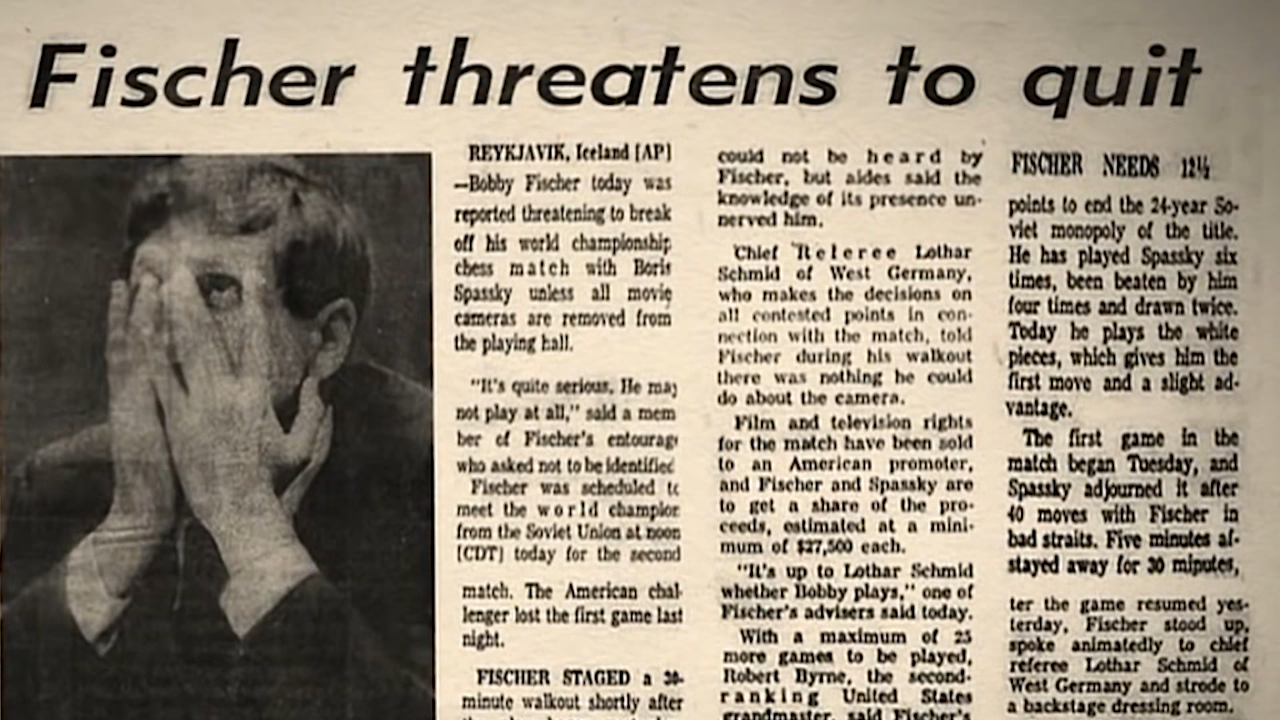 Fischer threatens to quit
REYKJAVIK, Iceland [AP]
—Bobby Fischer today was
reported threatening to break
off his world championship
chess match with Boris
Spassky unless all movie
cameras are removed from
the playing hall.
"It's quite serious. He may
not play at all," said a mem
ber of Fischer's entourage
who asked not to be identified
Fischer was scheduled to
meet the world champion
from the Soviet Union at noon
[CDT] today for the second
match. The American chal-
lenger lost the first game last
night.
FISCHER STAGED a 30-
minute walkout shortly after
could not be heard by
Fischer, but aides said the
knowledge of its presence un-
nerved him.
Chief Referee Lothar
Schmid of West Germany,
who makes the decisions on
all contested points in con-
nection with the match, told
Fischer during his walkout
there was nothing he could
do about the camera.
Film and television rights
for the match have been sold
to an American promoter,
and Fischer and Spassky are
to get a share of the pro-
ceeds, estimated at a mini-
mum of $27,500 each.
"It's up to Lothar Schmid
whether Bobby plays," one of
Fischer's advisers said today.
With a maximum of 23
more games to be played,
Robert Byrne, the second-
ranking United States
grandmaster, said Fischer's
FISCHER NEEDS 12½
points to end the 24-year So-
viet monopoly of the title.
He has played Spassky six
times, been beaten by him
four times and drawn twice.
Today he plays the white
pieces, which gives him the
first move and a slight ad-
vantage.
The first game in the
match began Tuesday, and
Spassky adjourned it after
40 moves with Fischer in
bad straits. Five minutes af-
stayed away for 30 minutes,
ter the game resumed yes-
terday, Fischer stood up,
spoke animatedly to chief
referee Lothar Schmid of
West Germany and strode to
a backstage dressing room.